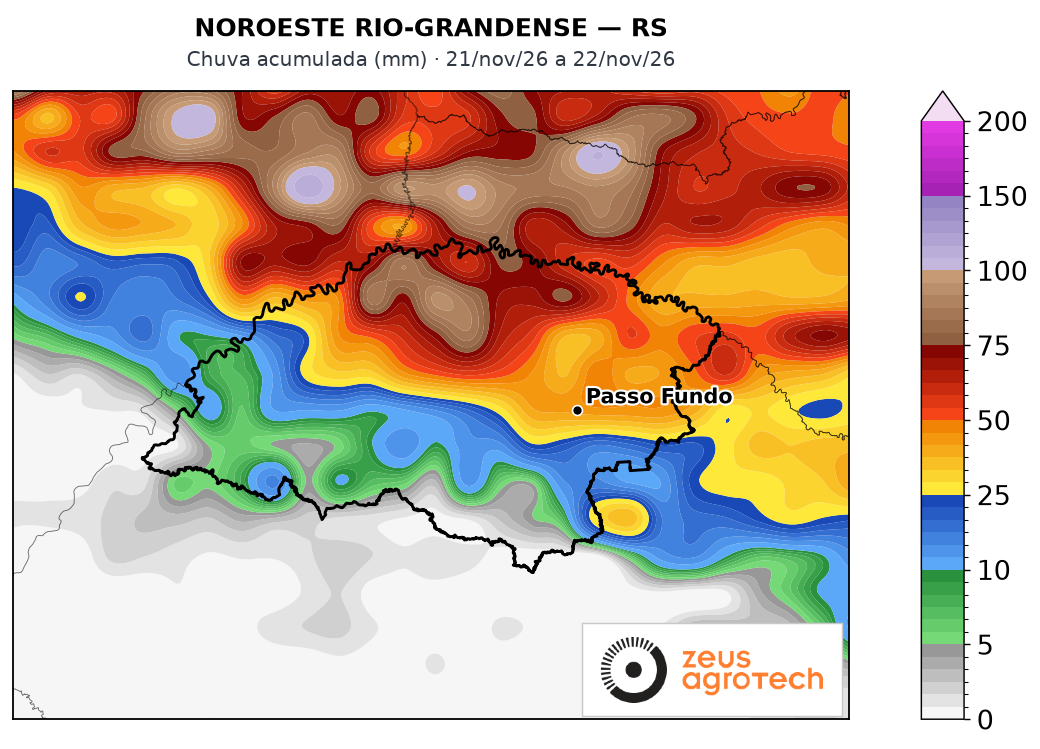 NOROESTE RIO-GRANDENSE — RS
Chuva acumulada (mm) · 21/nov/26 a 22/nov/26
200
150
100
75
50
25
10
5
0
Passo Fundo
zeus
agrotech